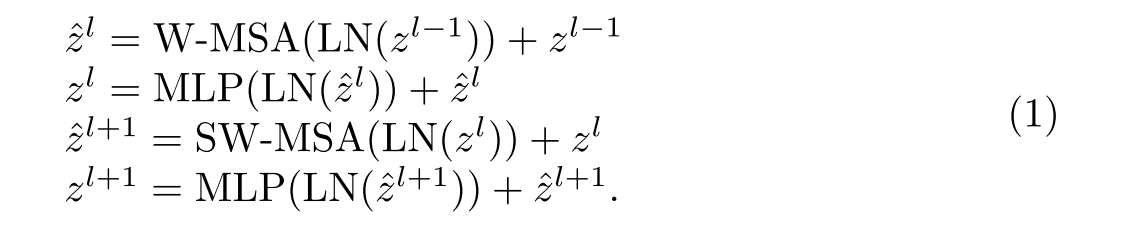 ẑ^l = W-MSA(LN(z^{l−1})) + z^{l−1}
z^l = MLP(LN(ẑ^l)) + ẑ^l
(1)
ẑ^{l+1} = SW-MSA(LN(z^l)) + z^l
z^{l+1} = MLP(LN(ẑ^{l+1})) + ẑ^{l+1}.